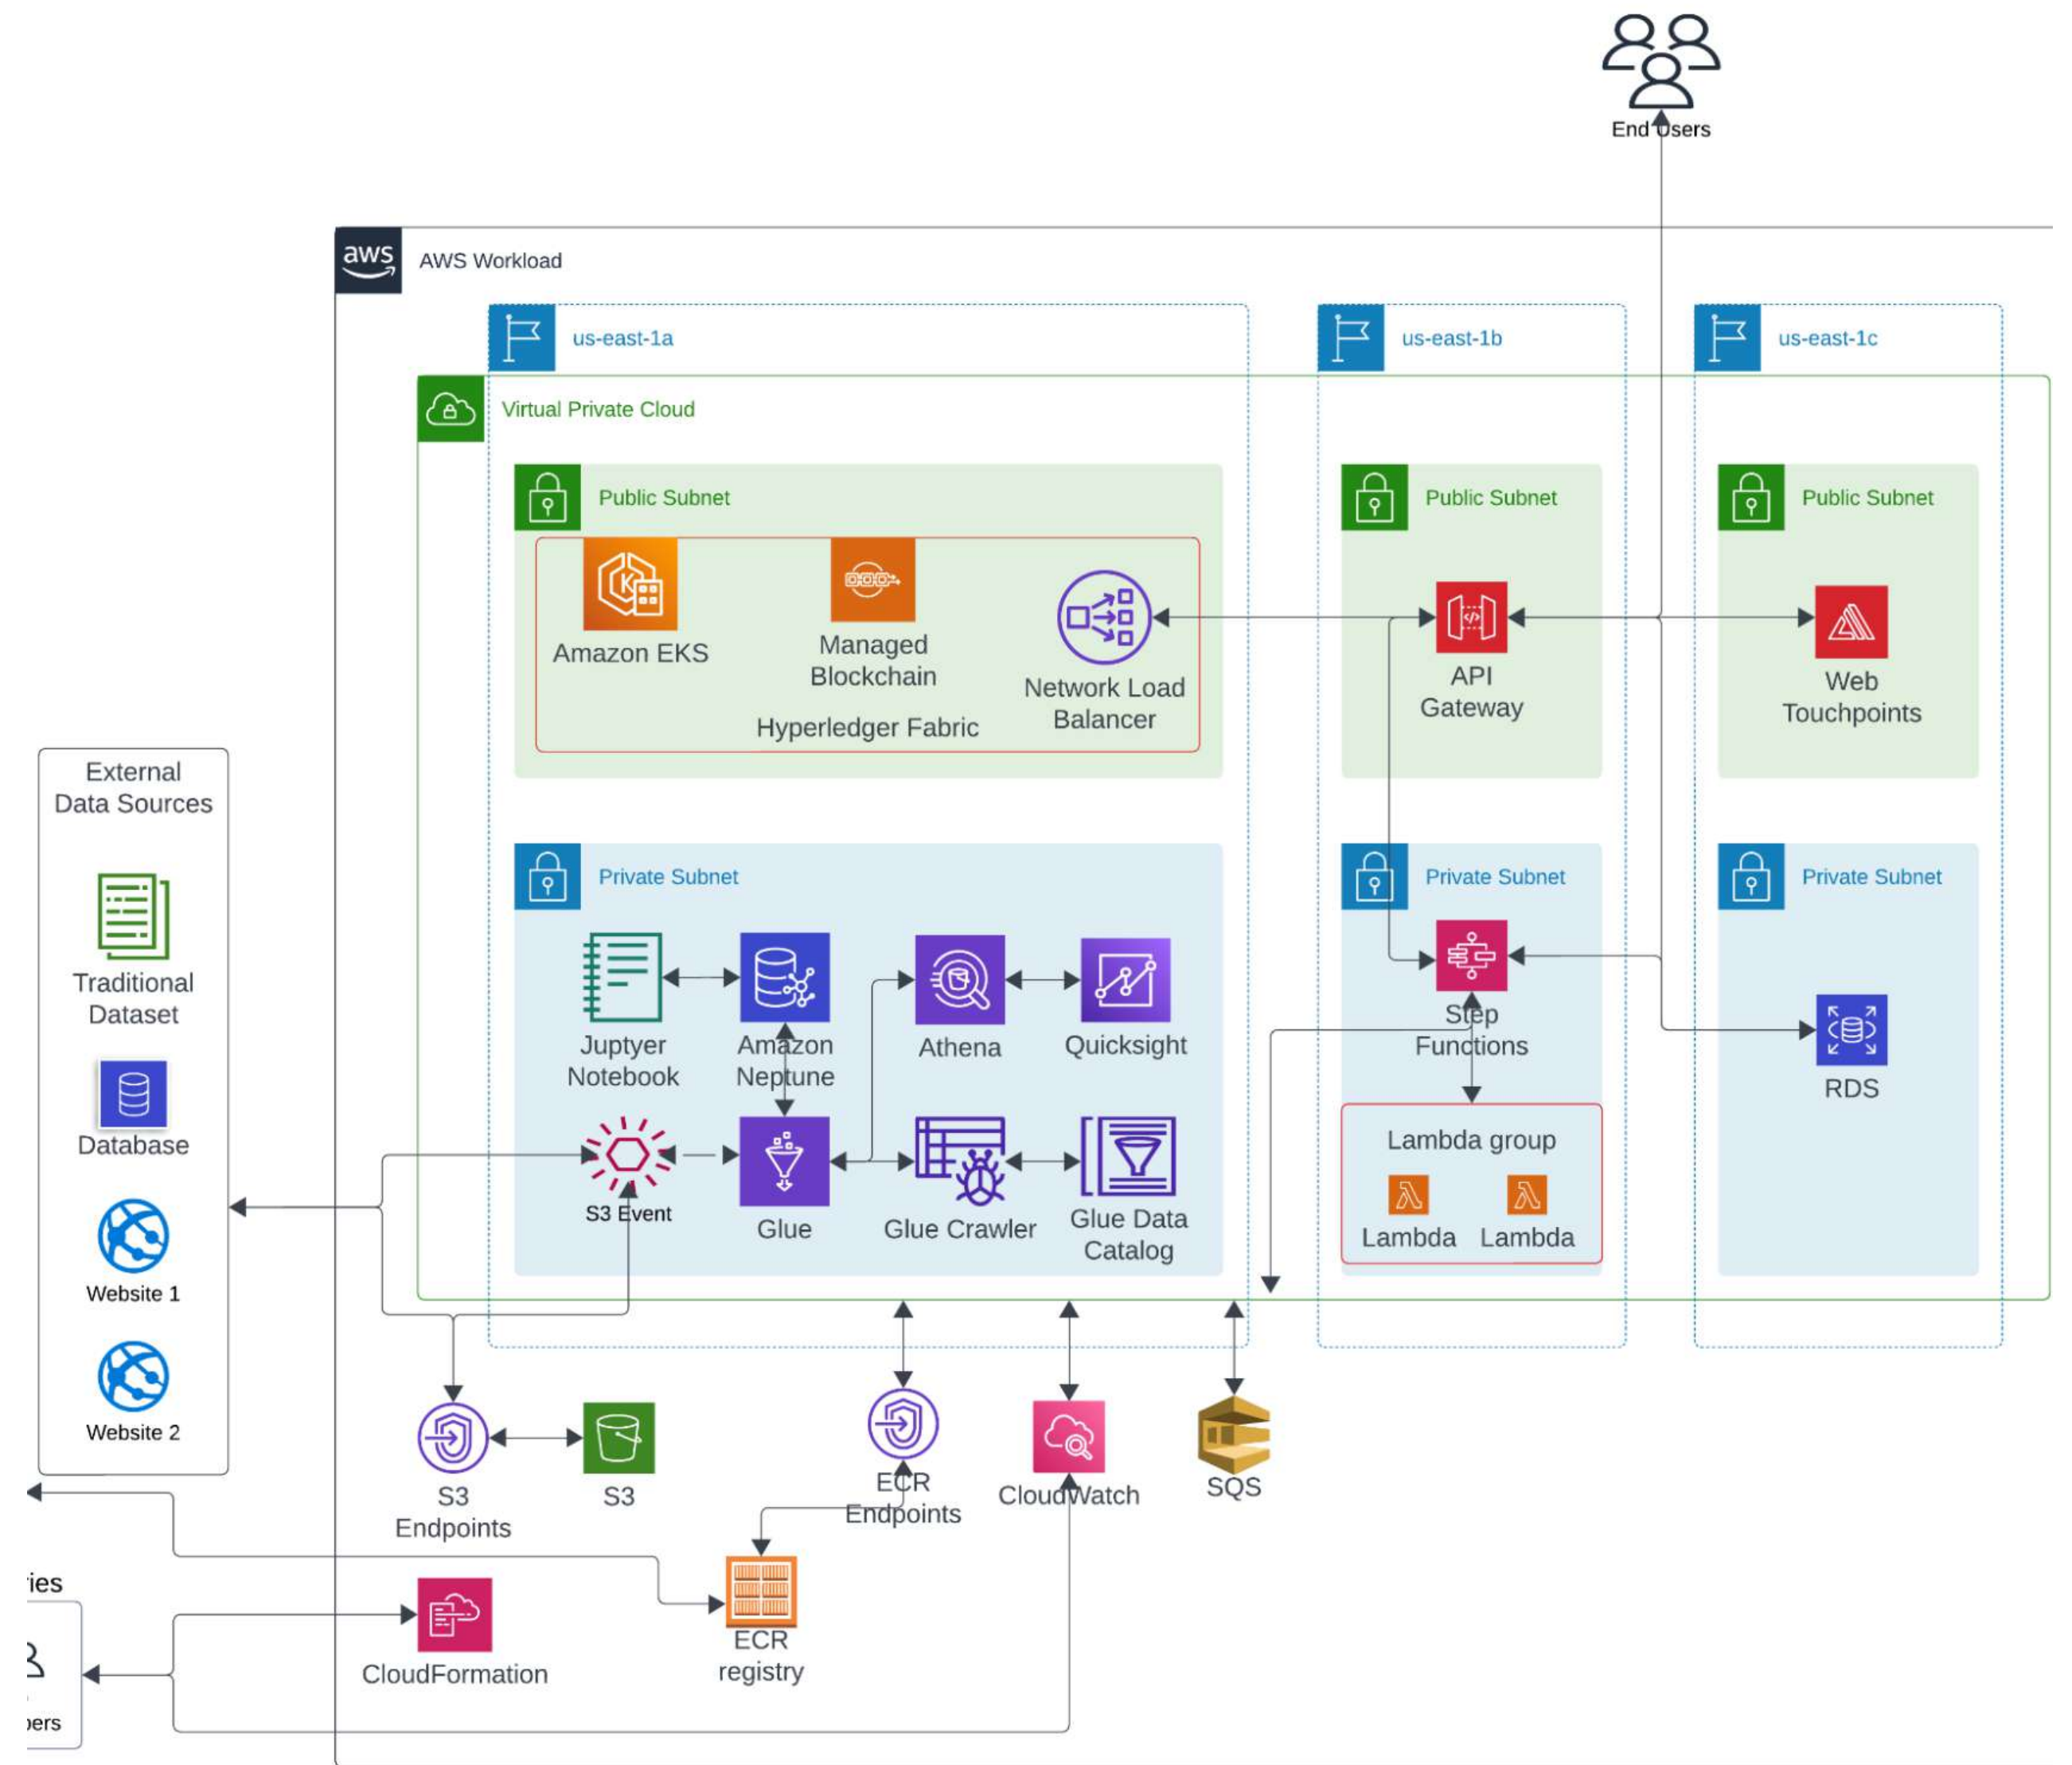 End Users
aws
AWS Workload
us-east-1a
us-east-1b
us-east-1c
Virtual Private Cloud
Public Subnet
Public Subnet
Public Subnet
Amazon EKS
Managed
Blockchain
Network Load
Balancer
Hyperledger Fabric
API
Gateway
Web
Touchpoints
External
Data Sources
Traditional
Dataset
Database
Website 1
Website 2
Private Subnet
Private Subnet
Private Subnet
Juptyer
Notebook
Amazon
Neptune
Athena
Quicksight
Step
Functions
RDS
S3 Event
Glue
Glue Crawler
Glue Data
Catalog
Lambda group
Lambda
Lambda
S3
Endpoints
S3
ECR
Endpoints
CloudWatch
SQS
ries
CloudFormation
ECR
registry
pers